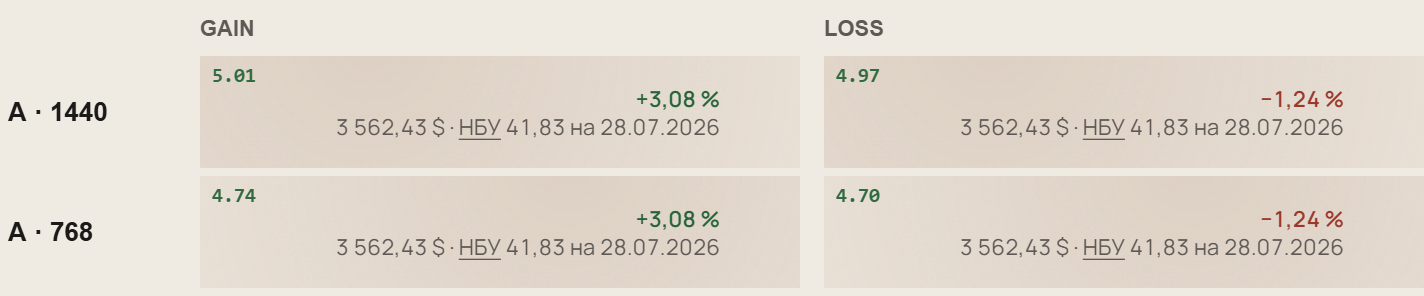 GAIN LOSS
A · 1440
5.01
+3,08 %
3 562,43 $ · НБУ 41,83 на 28.07.2026
4.97
−1,24 %
3 562,43 $ · НБУ 41,83 на 28.07.2026
A · 768
4.74
+3,08 %
3 562,43 $ · НБУ 41,83 на 28.07.2026
4.70
−1,24 %
3 562,43 $ · НБУ 41,83 на 28.07.2026